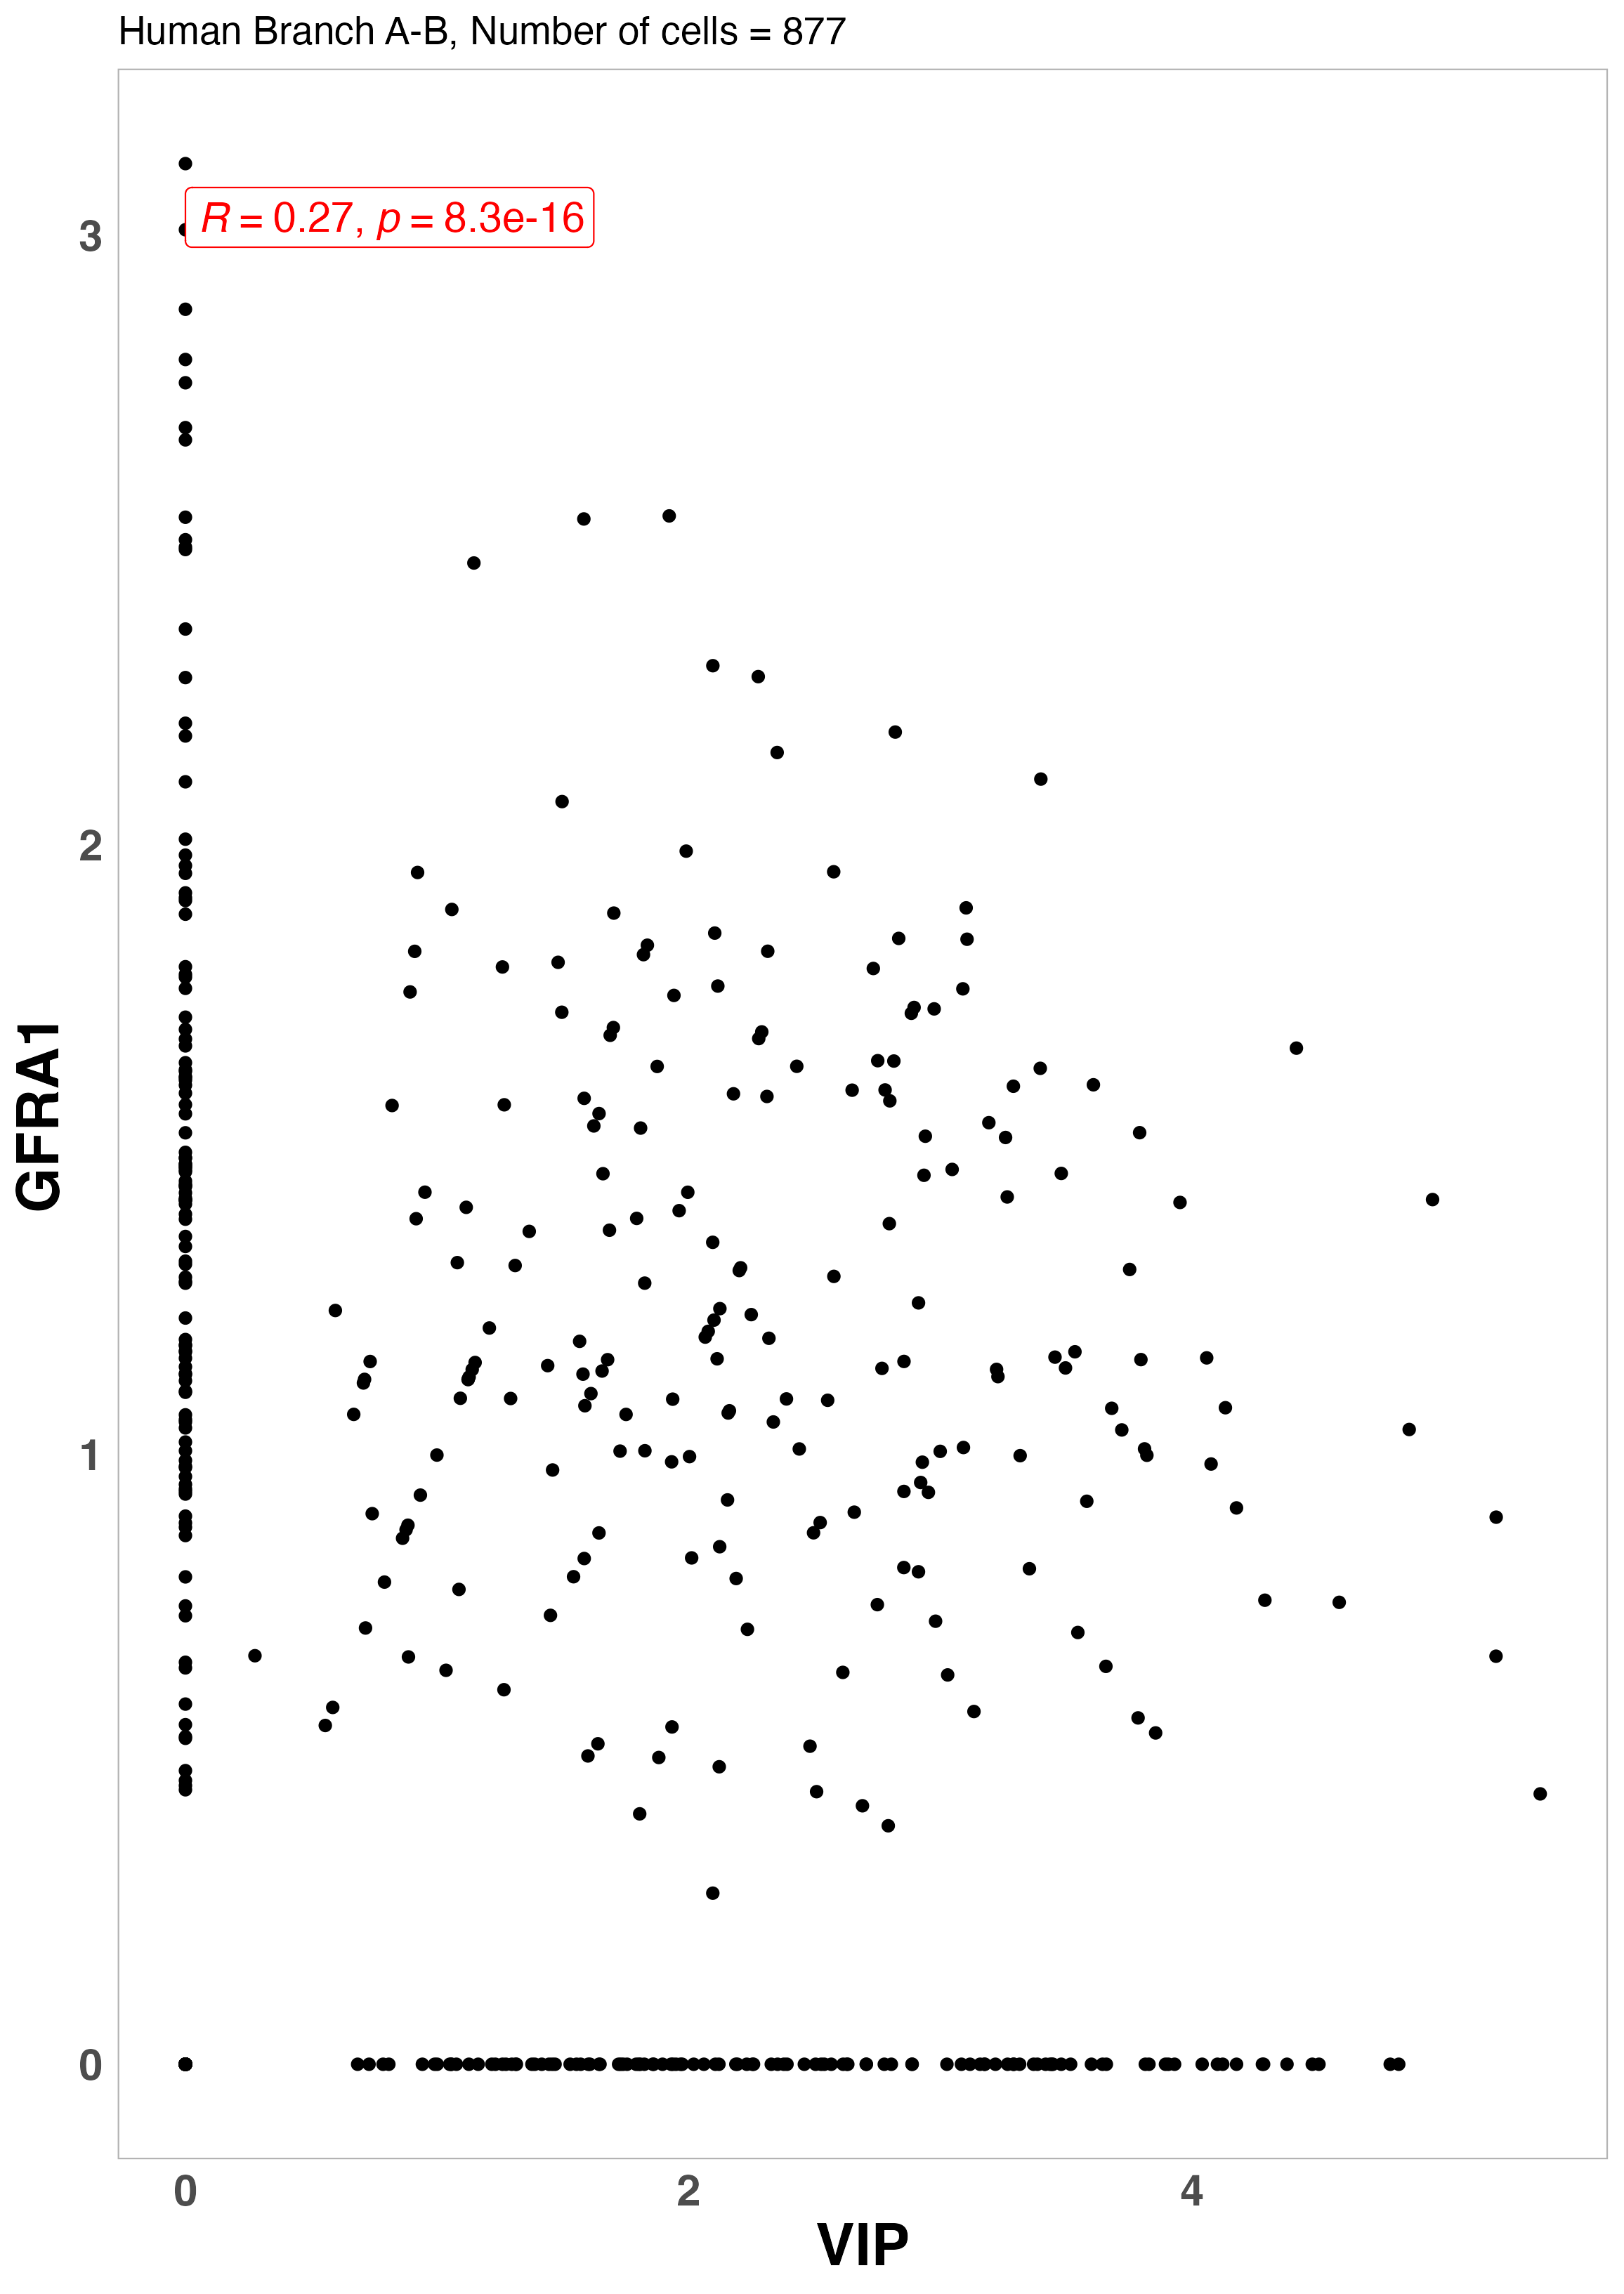 Human Branch A-B, Number of cells = 877
R = 0.27, p = 8.3e-16
3
2
1
0
GFRA1
0 2 4
VIP